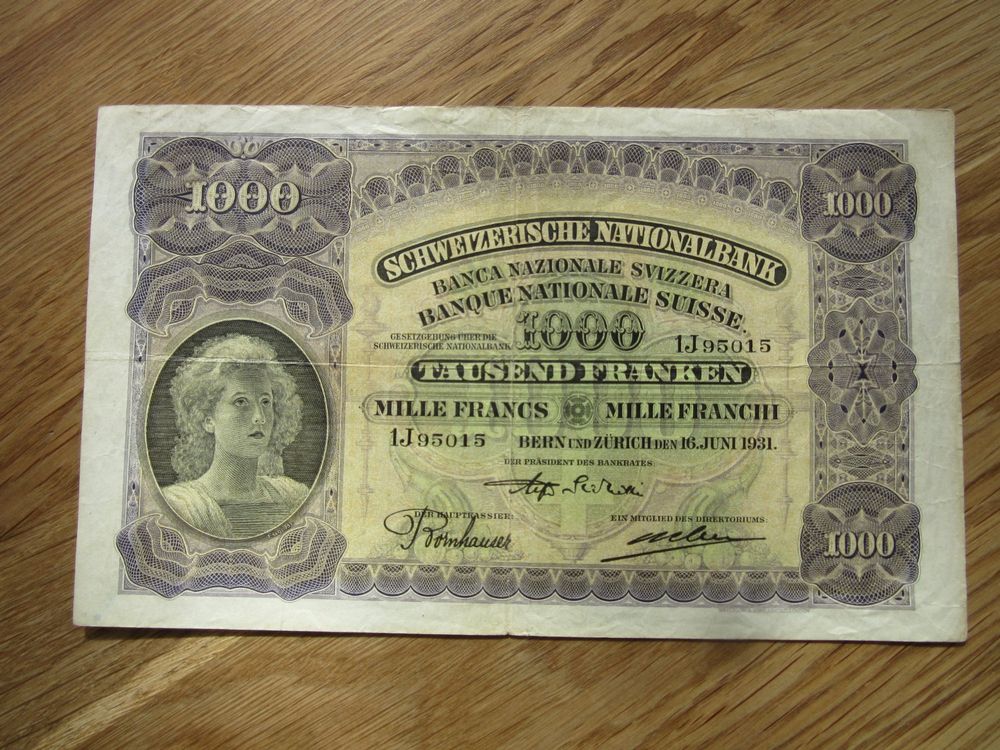 1000
1000
SCHWEIZERISCHE NATIONALBANK
BANCA NAZIONALE SVIZZERA
BANQUE NATIONALE SUISSE.
GESETZGEBUNG ÜBER DIE
SCHWEIZERISCHE NATIONALBANK
1000
1J 95015
TAUSEND FRANKEN
MILLE FRANCS MILLE FRANCHI
1J 95015
BERN UND ZÜRICH DEN 16. JUNI 1931.
DER PRÄSIDENT DES BANKRATES:
DER HAUPTKASSIER:
EIN MITGLIED DES DIREKTORIUMS:
Bornhauser
1000